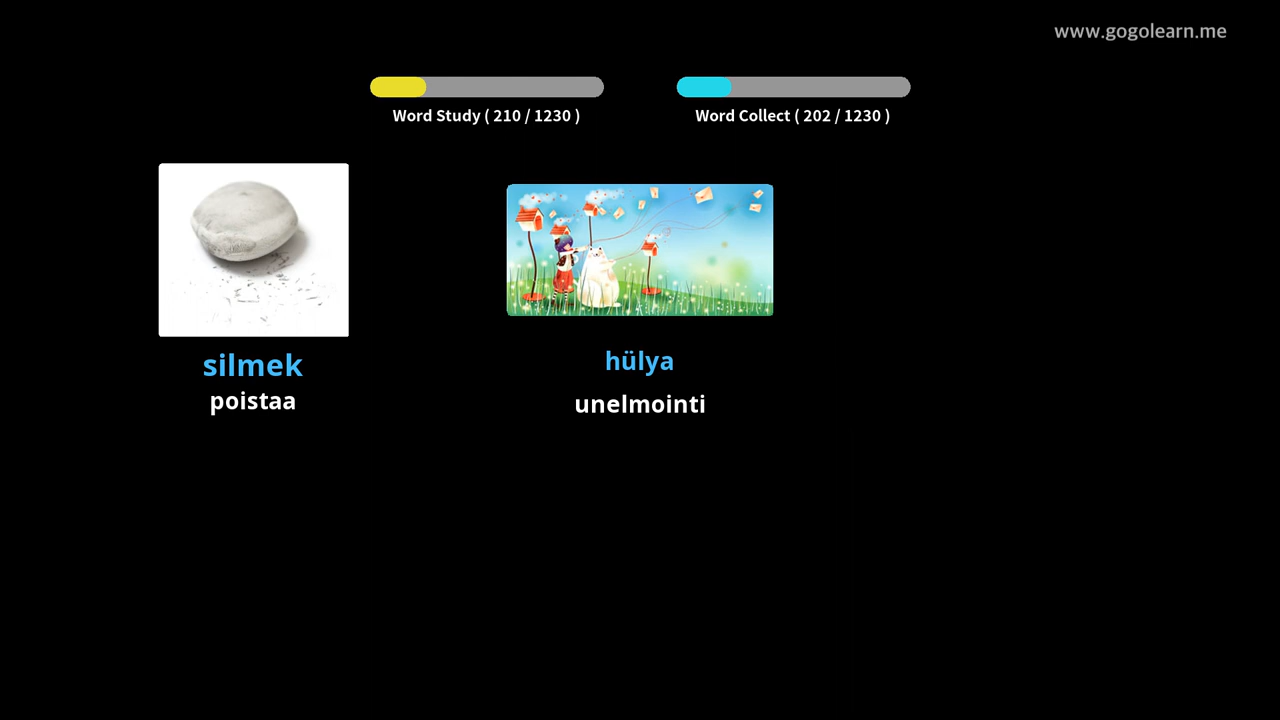 www.gogolearn.me
Word Study ( 210 / 1230 )
Word Collect ( 202 / 1230 )
silmek
poistaa
hülya
unelmointi